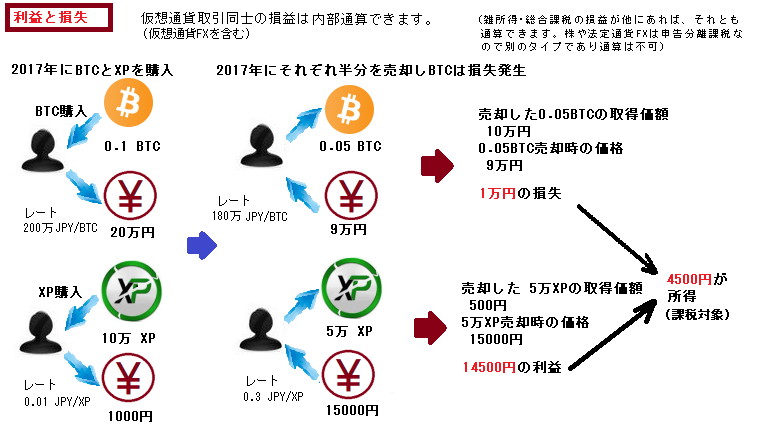 利益と損失
仮想通貨取引同士の損益は内部通算できます。
(仮想通貨FXを含む)
(雑所得・総合課税の損益が他にあれば、それとも
通算できます。株や法定通貨FXは申告分離課税な
ので別のタイプであり通算は不可)
2017年にBTCとXPを購入
2017年にそれぞれ半分を売却しBTCは損失発生
BTC購入
0.1 BTC
レート
200万JPY/BTC
20万円
0.05 BTC
レート
180万 JPY/BTC
9万円
売却した0.05BTCの取得価額
10万円
0.05BTC売却時の価格
9万円
1万円の損失
XP購入
XP
10万 XP
レート
0.01 JPY/XP
1000円
XP
5万 XP
レート
0.3 JPY/XP
15000円
売却した 5万XPの取得価額
500円
5万XP売却時の価格
15000円
14500円の利益
4500円が
所得
(課税対象)